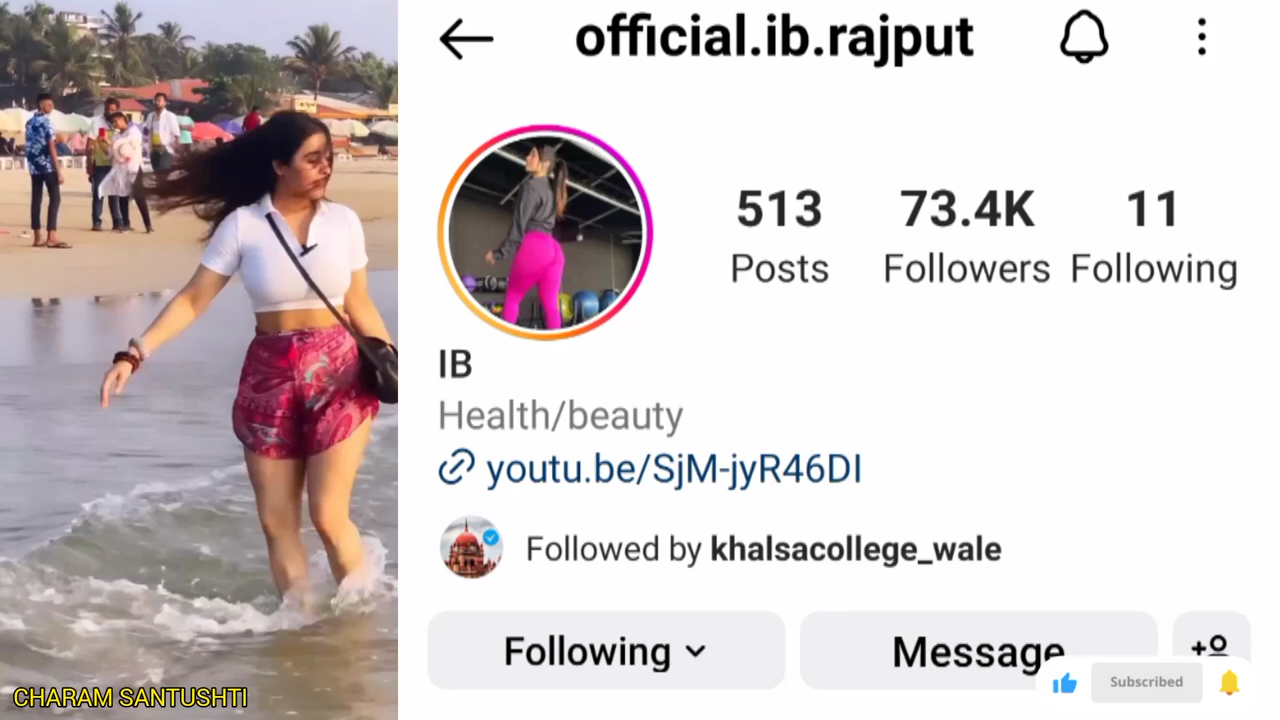 official.ib.rajput
513
73.4K
11
Posts
Followers
Following
IB
Health/beauty
youtu.be/SjM-jyR46DI
Followed by khalsacollege_wale
Following
Message
Subscribed
CHARAM SANTUSHTI